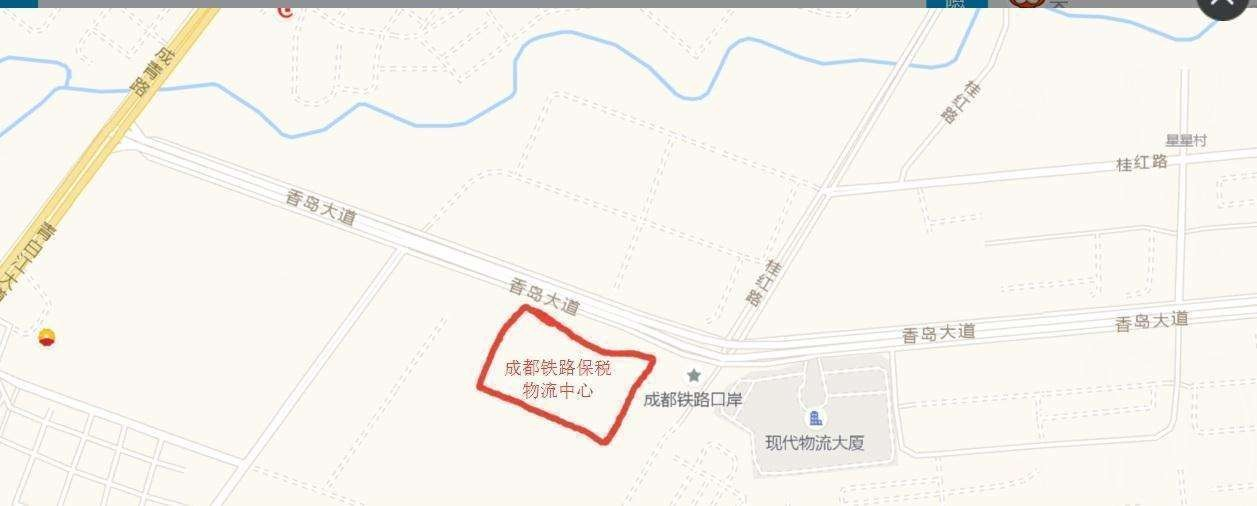 成青路
桂红路
星星村
桂红路
香岛大道
青白江大道
桂红路
香岛大道
香岛大道
香岛大道
成都铁路保税
物流中心
成都铁路口岸
现代物流大厦